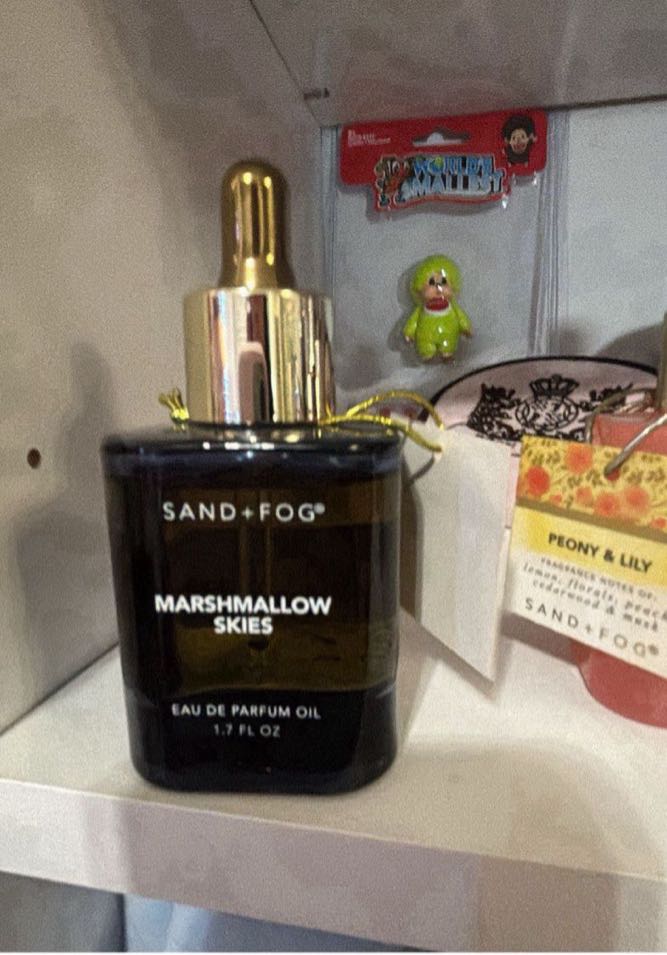 WORLD'S
SMALLEST
SAND+FOG®
MARSHMALLOW
SKIES
EAU DE PARFUM OIL
1.7 FL OZ
PEONY & LILY
FRAGRANCE NOTES OF:
lemon, florals, peace
cedarwood & musk
SAND+FOG®